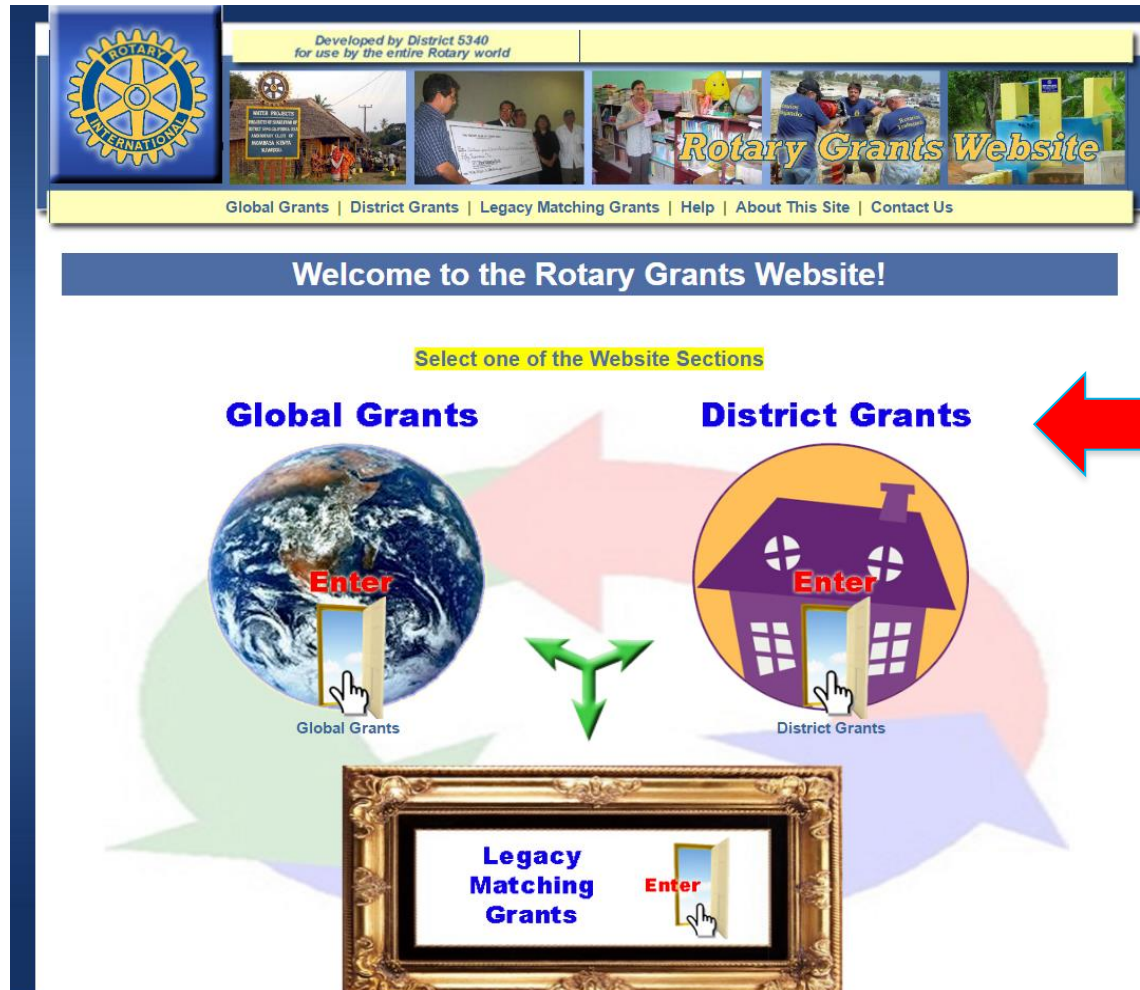 ROTARY
INTERNATIONAL
Developed by District 5340
for use by the entire Rotary world
WATER PROJECTS
Rotary Grants Website
Global Grants | District Grants | Legacy Matching Grants | Help | About This Site | Contact Us
Welcome to the Rotary Grants Website!
Select one of the Website Sections
Global Grants
District Grants
Enter
Enter
Global Grants
District Grants
Legacy
Matching
Grants
Enter